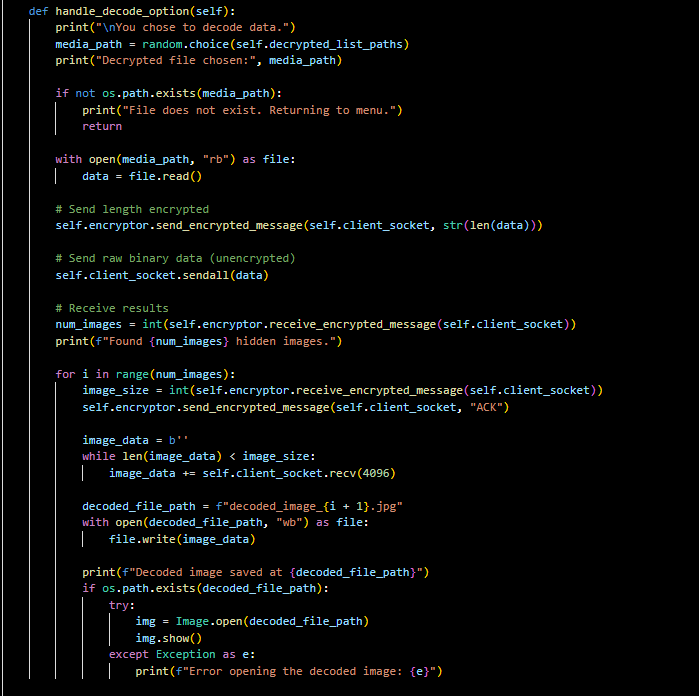 def handle_decode_option(self):
    print("\nYou chose to decode data.")
    media_path = random.choice(self.decrypted_list_paths)
    print("Decrypted file chosen:", media_path)

    if not os.path.exists(media_path):
        print("File does not exist. Returning to menu.")
        return

    with open(media_path, "rb") as file:
        data = file.read()

    # Send length encrypted
    self.encryptor.send_encrypted_message(self.client_socket, str(len(data)))

    # Send raw binary data (unencrypted)
    self.client_socket.sendall(data)

    # Receive results
    num_images = int(self.encryptor.receive_encrypted_message(self.client_socket))
    print(f"Found {num_images} hidden images.")

    for i in range(num_images):
        image_size = int(self.encryptor.receive_encrypted_message(self.client_socket))
        self.encryptor.send_encrypted_message(self.client_socket, "ACK")

        image_data = b''
        while len(image_data) < image_size:
            image_data += self.client_socket.recv(4096)

        decoded_file_path = f"decoded_image_{i + 1}.jpg"
        with open(decoded_file_path, "wb") as file:
            file.write(image_data)

        print(f"Decoded image saved at {decoded_file_path}")
        if os.path.exists(decoded_file_path):
            try:
                img = Image.open(decoded_file_path)
                img.show()
            except Exception as e:
                print(f"Error opening the decoded image: {e}")